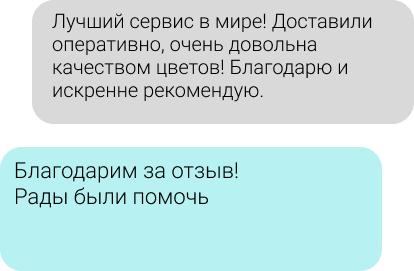 Лучший сервис в мире! Доставили
оперативно, очень довольна
качеством цветов! Благодарю и
искренне рекомендую.
Благодарим за отзыв!
Рады были помочь